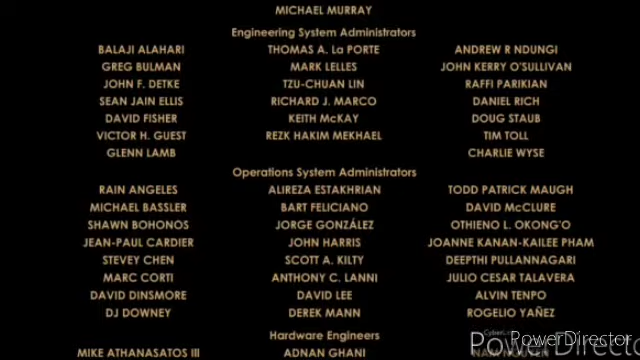 MICHAEL MURRAY
Engineering System Administrators
BALAJI ALAHARI THOMAS A. La PORTE ANDREW R NDUNGI
GREG BULMAN MARK LELLES JOHN KERRY O'SULLIVAN
JOHN F. DETKE TZU-CHUAN LIN RAFFI PARIKIAN
SEAN JAIN ELLIS RICHARD J. MARCO DANIEL RICH
DAVID FISHER KEITH McKAY DOUG STAUB
VICTOR H. GUEST REZK HAKIM MEKHAEL TIM TOLL
GLENN LAMB CHARLIE WYSE
Operations System Administrators
RAIN ANGELES ALIREZA ESTAKHRIAN TODD PATRICK MAUGH
MICHAEL BASSLER BART FELICIANO DAVID McCLURE
SHAWN BOHONOS JORGE GONZÁLEZ OTHIENO L. OKONG'O
JEAN-PAUL CARDIER JOHN HARRIS JOANNE KANAN-KAILEE PHAM
STEVEY CHEN SCOTT A. KILTY DEEPTHI PULLANNAGARI
MARC CORTI ANTHONY C. LANNI JULIO CESAR TALAVERA
DAVID DINSMORE DAVID LEE ALVIN TEMPO
DJ DOWNEY DEREK MANN ROGELIO YAÑEZ
Hardware Engineers
PowerDirector
PowerDirecto
MIKE ATHANASATOS III ADNAN GHANI